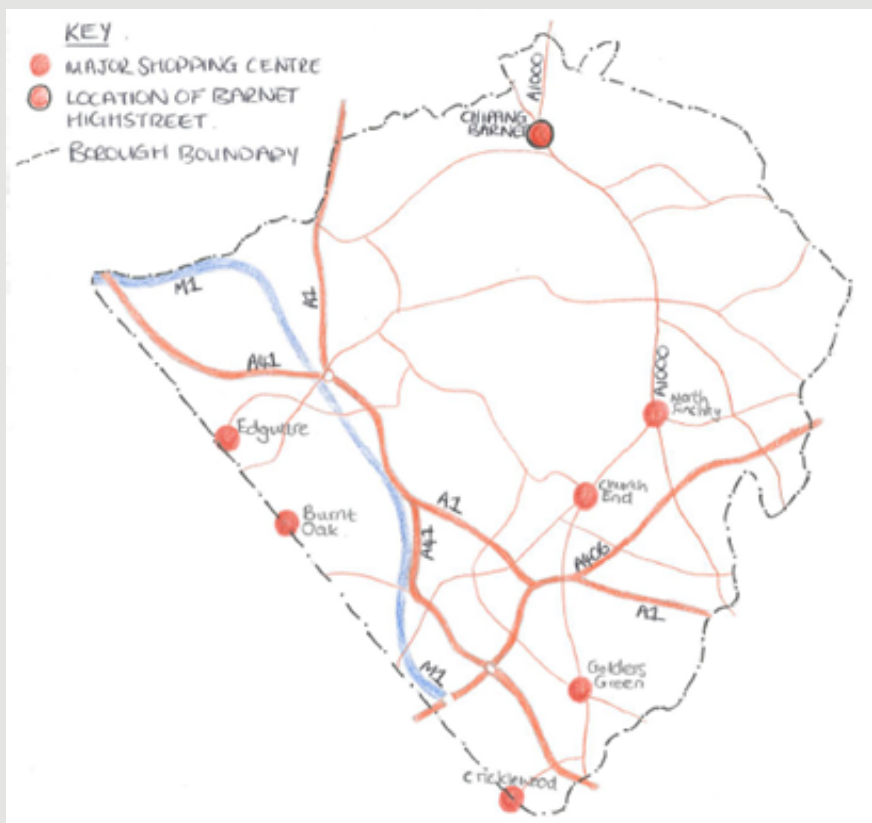 KEY
MAJOR SHOPPING CENTRE
LOCATION OF BARNET
HIGHSTREET.
BOROUGH BOUNDARY
A1000
CHIPPING
BARNET
M1
A1
A41
A1000
North
Finchley
Edgware
Church
End
Burnt
Oak.
A1
A41
A406
A1
M1
Golders
Green
Cricklewood